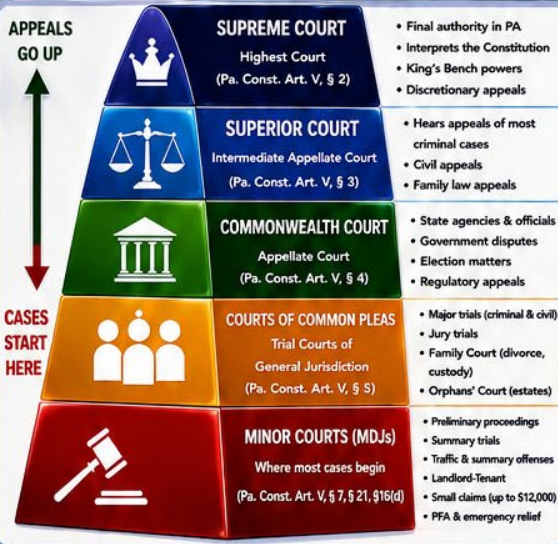 APPEALS
GO UP
SUPREME COURT
Highest Court
(Pa. Const. Art. V, § 2)
• Final authority in PA
• Interprets the Constitution
• King's Bench powers
• Discretionary appeals
SUPERIOR COURT
Intermediate Appellate Court
(Pa. Const. Art. V, § 3)
• Hears appeals of most
criminal cases
• Civil appeals
• Family law appeals
COMMONWEALTH COURT
Appellate Court
(Pa. Const. Art. V, § 4)
• State agencies & officials
• Government disputes
• Election matters
• Regulatory appeals
CASES
START
HERE
COURTS OF COMMON PLEAS
Trial Courts of
General Jurisdiction
(Pa. Const. Art. V, § S)
• Major trials (criminal & civil)
• Jury trials
• Family Court (divorce,
custody)
• Orphans' Court (estates)
MINOR COURTS (MDJs)
Where most cases begin
(Pa. Const. Art. V, § 7, § 21, §16(d)
• Preliminary proceedings
• Summary trials
• Traffic & summary offenses
• Landlord-Tenant
• Small claims (up to $12,000)
• PFA & emergency relief